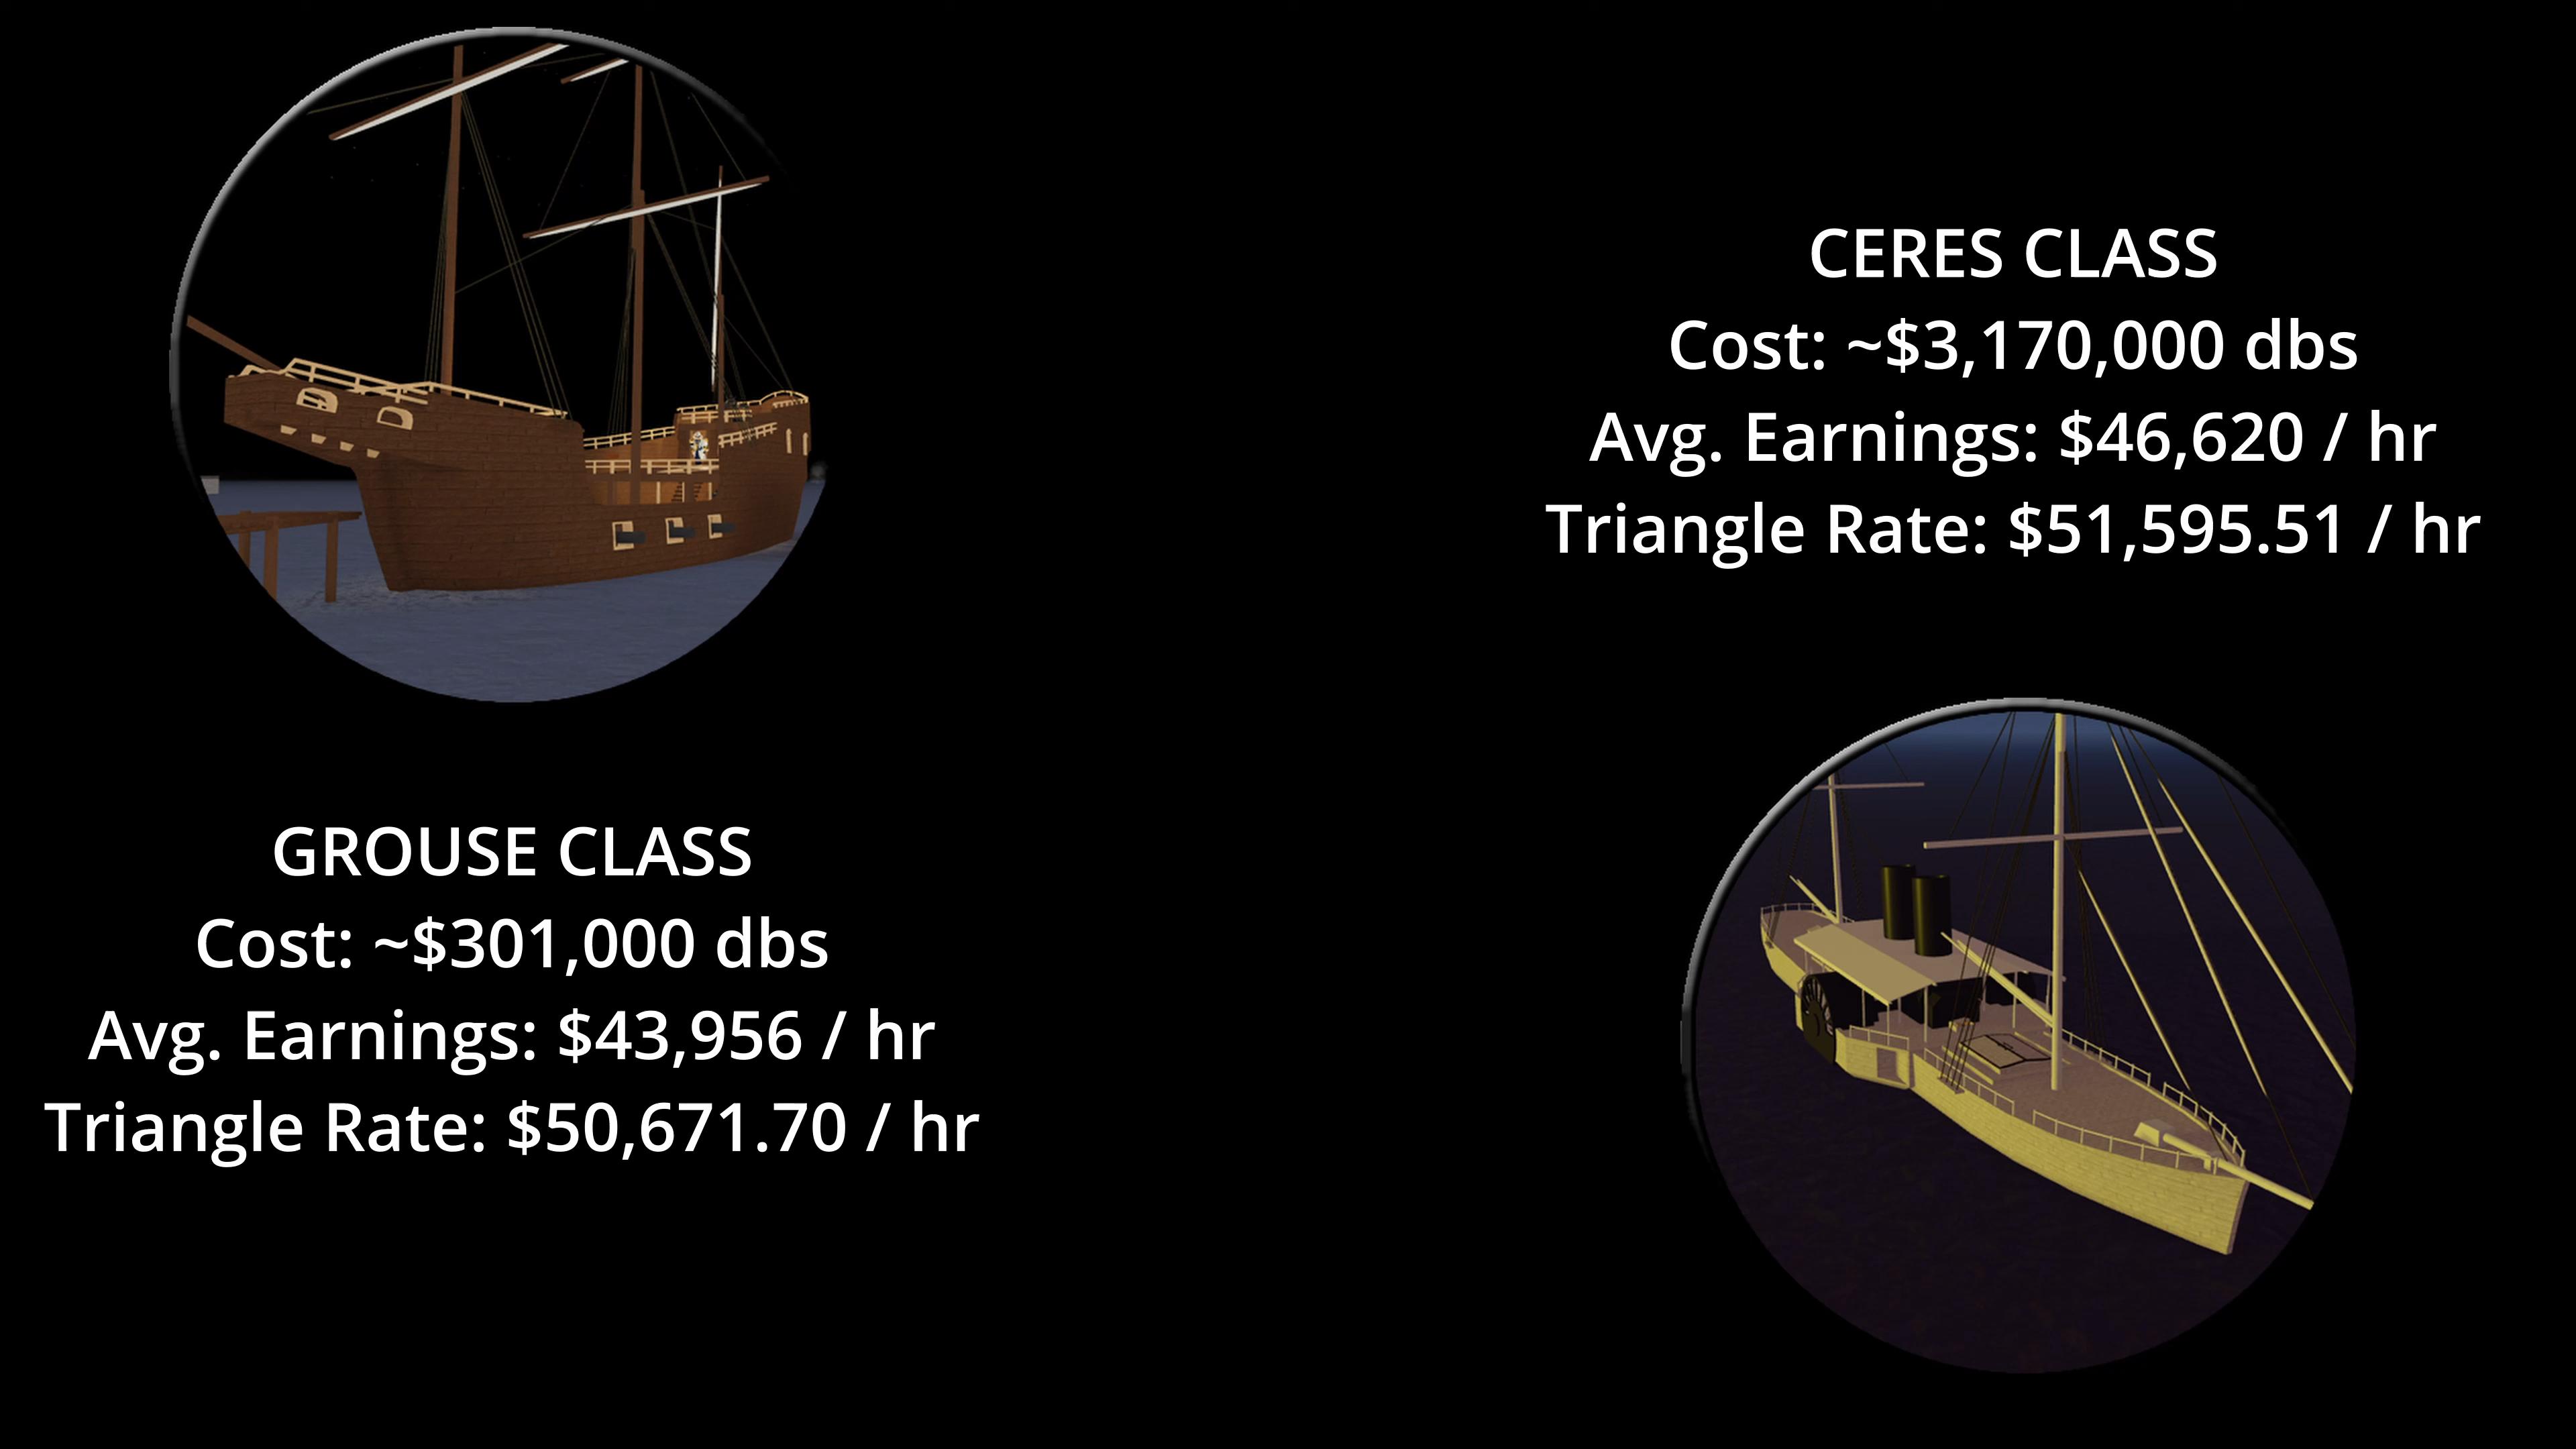 CERES CLASS
Cost: ~$3,170,000 dbs
Avg. Earnings: $46,620 / hr
Triangle Rate: $51,595.51 / hr
GROUSE CLASS
Cost: ~$301,000 dbs
Avg. Earnings: $43,956 / hr
Triangle Rate: $50,671.70 / hr